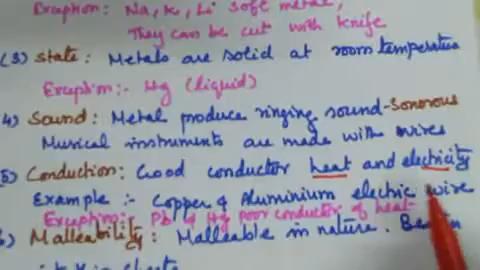 Exception: Na, K, Li soft metal,
They can be cut with knife
(3) State: Metals are solid at room temperature
Exception:- Hg (liquid)
4) Sound: Metal produce ringing sound-Sonorous
Musical instruments are made with wires
(5) Conduction: Good conductor heat and electricity
Example :- Copper & Aluminium electric wire
Exception: Pb & Hg poor conductor of heat
) Malleability: Malleable in nature.